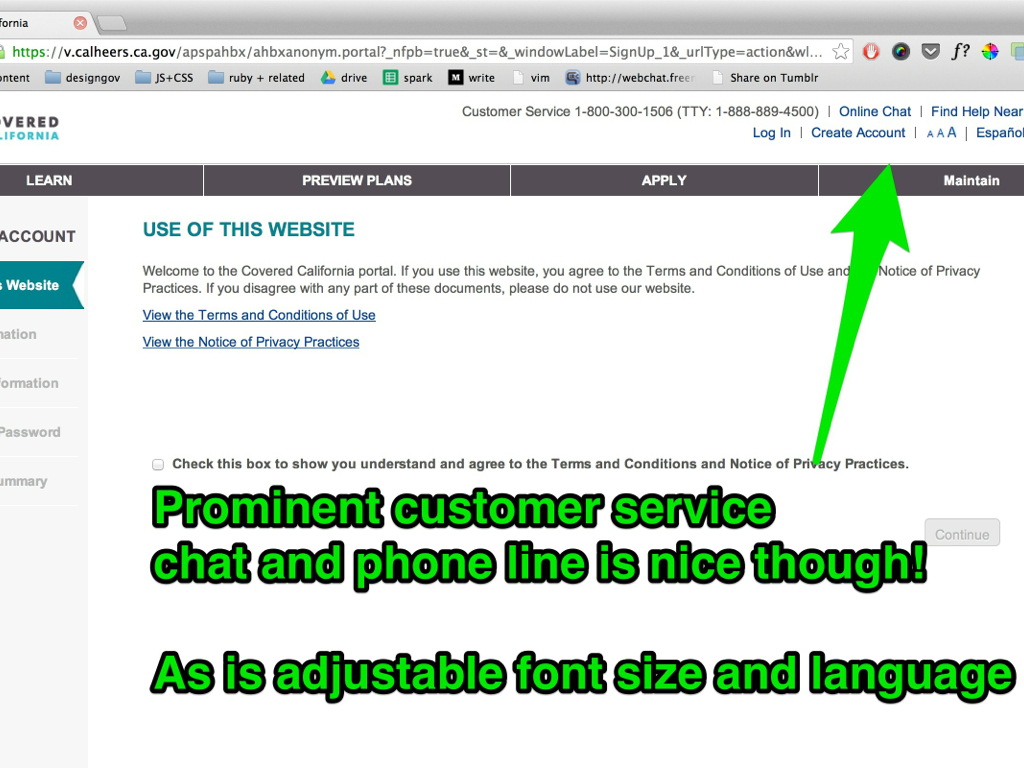 fornia
https://v.calheers.ca.gov/apspahbx/ahbxanonym.portal?_nfpb=true&_st=&_windowLabel=SignUp_1&_urlType=action&wl... f?
ontent designgov JS+CSS ruby + related drive spark M write vim http://webchat.freen Share on Tumblr
OVERED
LIFORNIA
Customer Service 1-800-300-1506 (TTY: 1-888-889-4500) | Online Chat | Find Help Near
Log In | Create Account | A A A | Español
LEARN PREVIEW PLANS APPLY Maintain
ACCOUNT
USE OF THIS WEBSITE
s Website
Welcome to the Covered California portal. If you use this website, you agree to the Terms and Conditions of Use and Notice of Privacy
Practices. If you disagree with any part of these documents, please do not use our website.
View the Terms and Conditions of Use
mation
View the Notice of Privacy Practices
formation
Password
Check this box to show you understand and agree to the Terms and Conditions and Notice of Privacy Practices.
ummary
Prominent customer service
chat and phone line is nice though!
Continue
As is adjustable font size and language